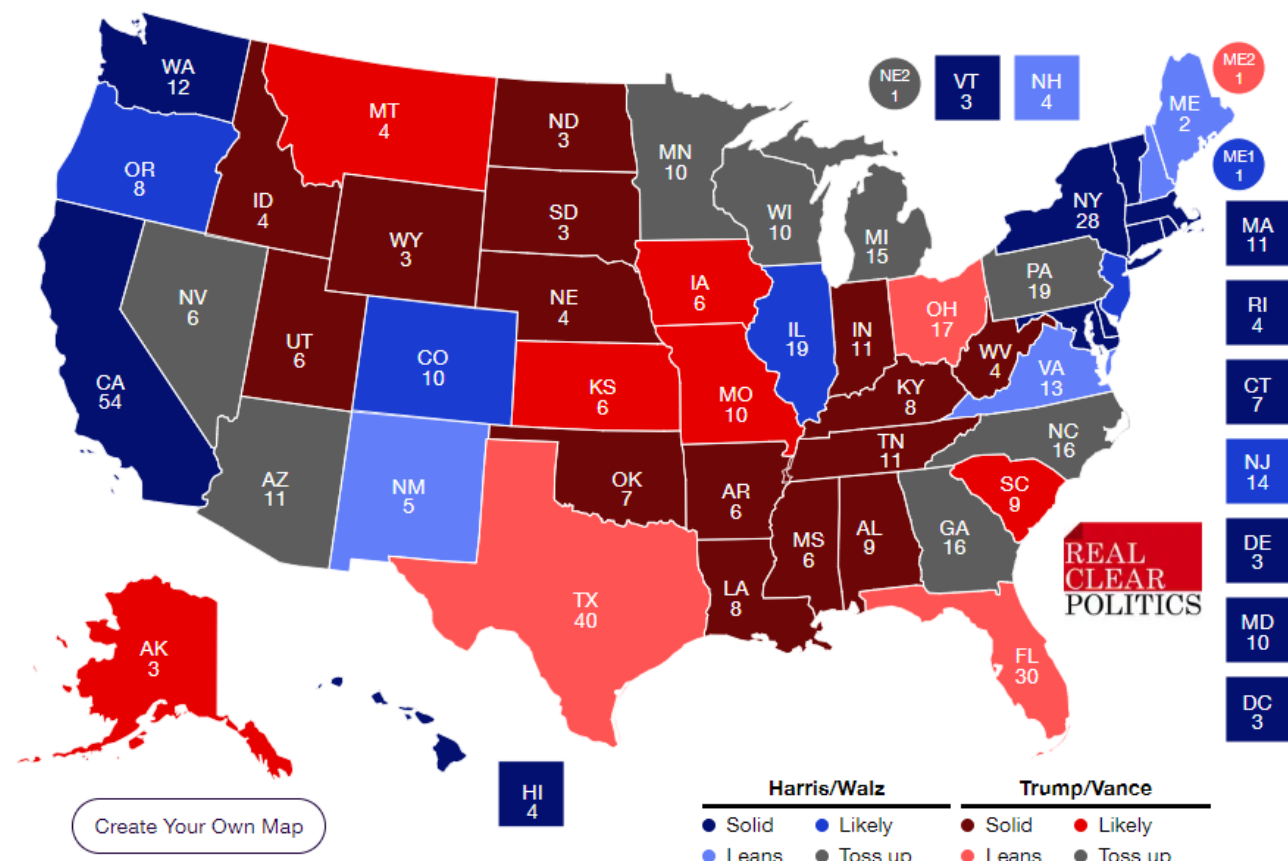 WA
12
OR
8
CA
54
NV
6
ID
4
MT
4
WY
3
UT
6
AZ
11
CO
10
NM
5
ND
3
SD
3
NE
4
KS
6
OK
7
TX
40
MN
10
IA
6
MO
10
AR
6
LA
8
WI
10
IL
19
MI
15
IN
11
OH
17
KY
8
TN
11
MS
6
AL
9
GA
16
FL
30
SC
9
NC
16
VA
13
WV
4
PA
19
NY
28
ME
2
NE2
1
VT
3
NH
4
ME2
1
ME1
1
MA
11
RI
4
CT
7
NJ
14
DE
3
MD
10
DC
3
AK
3
HI
4
REAL
CLEAR
POLITICS
Create Your Own Map
Harris/Walz
Trump/Vance
Solid
Likely
Solid
Likely
Leans
Toss up
Leans
Toss up